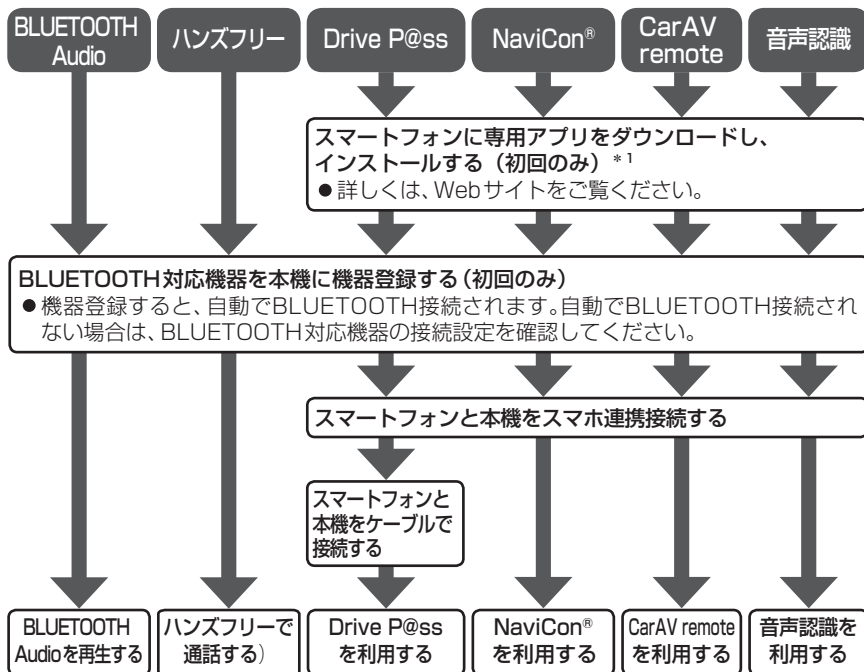 BLUETOOTH
Audio
ハンズフリー
Drive P@ss
NaviCon®
CarAV
remote
音声認識
スマートフォンに専用アプリをダウンロードし、
インストールする（初回のみ）*1
●詳しくは、Webサイトをご覧ください。
BLUETOOTH対応機器を本機に機器登録する（初回のみ）
●機器登録すると、自動でBLUETOOTH接続されます。自動でBLUETOOTH接続され
ない場合は、BLUETOOTH対応機器の接続設定を確認してください。
スマートフォンと本機をスマホ連携接続する
スマートフォンと
本機をケーブルで
接続する
BLUETOOTH
Audioを再生する
ハンズフリーで
通話する）
Drive P@ss
を利用する
NaviCon®
を利用する
CarAV remote
を利用する
音声認識を
利用する